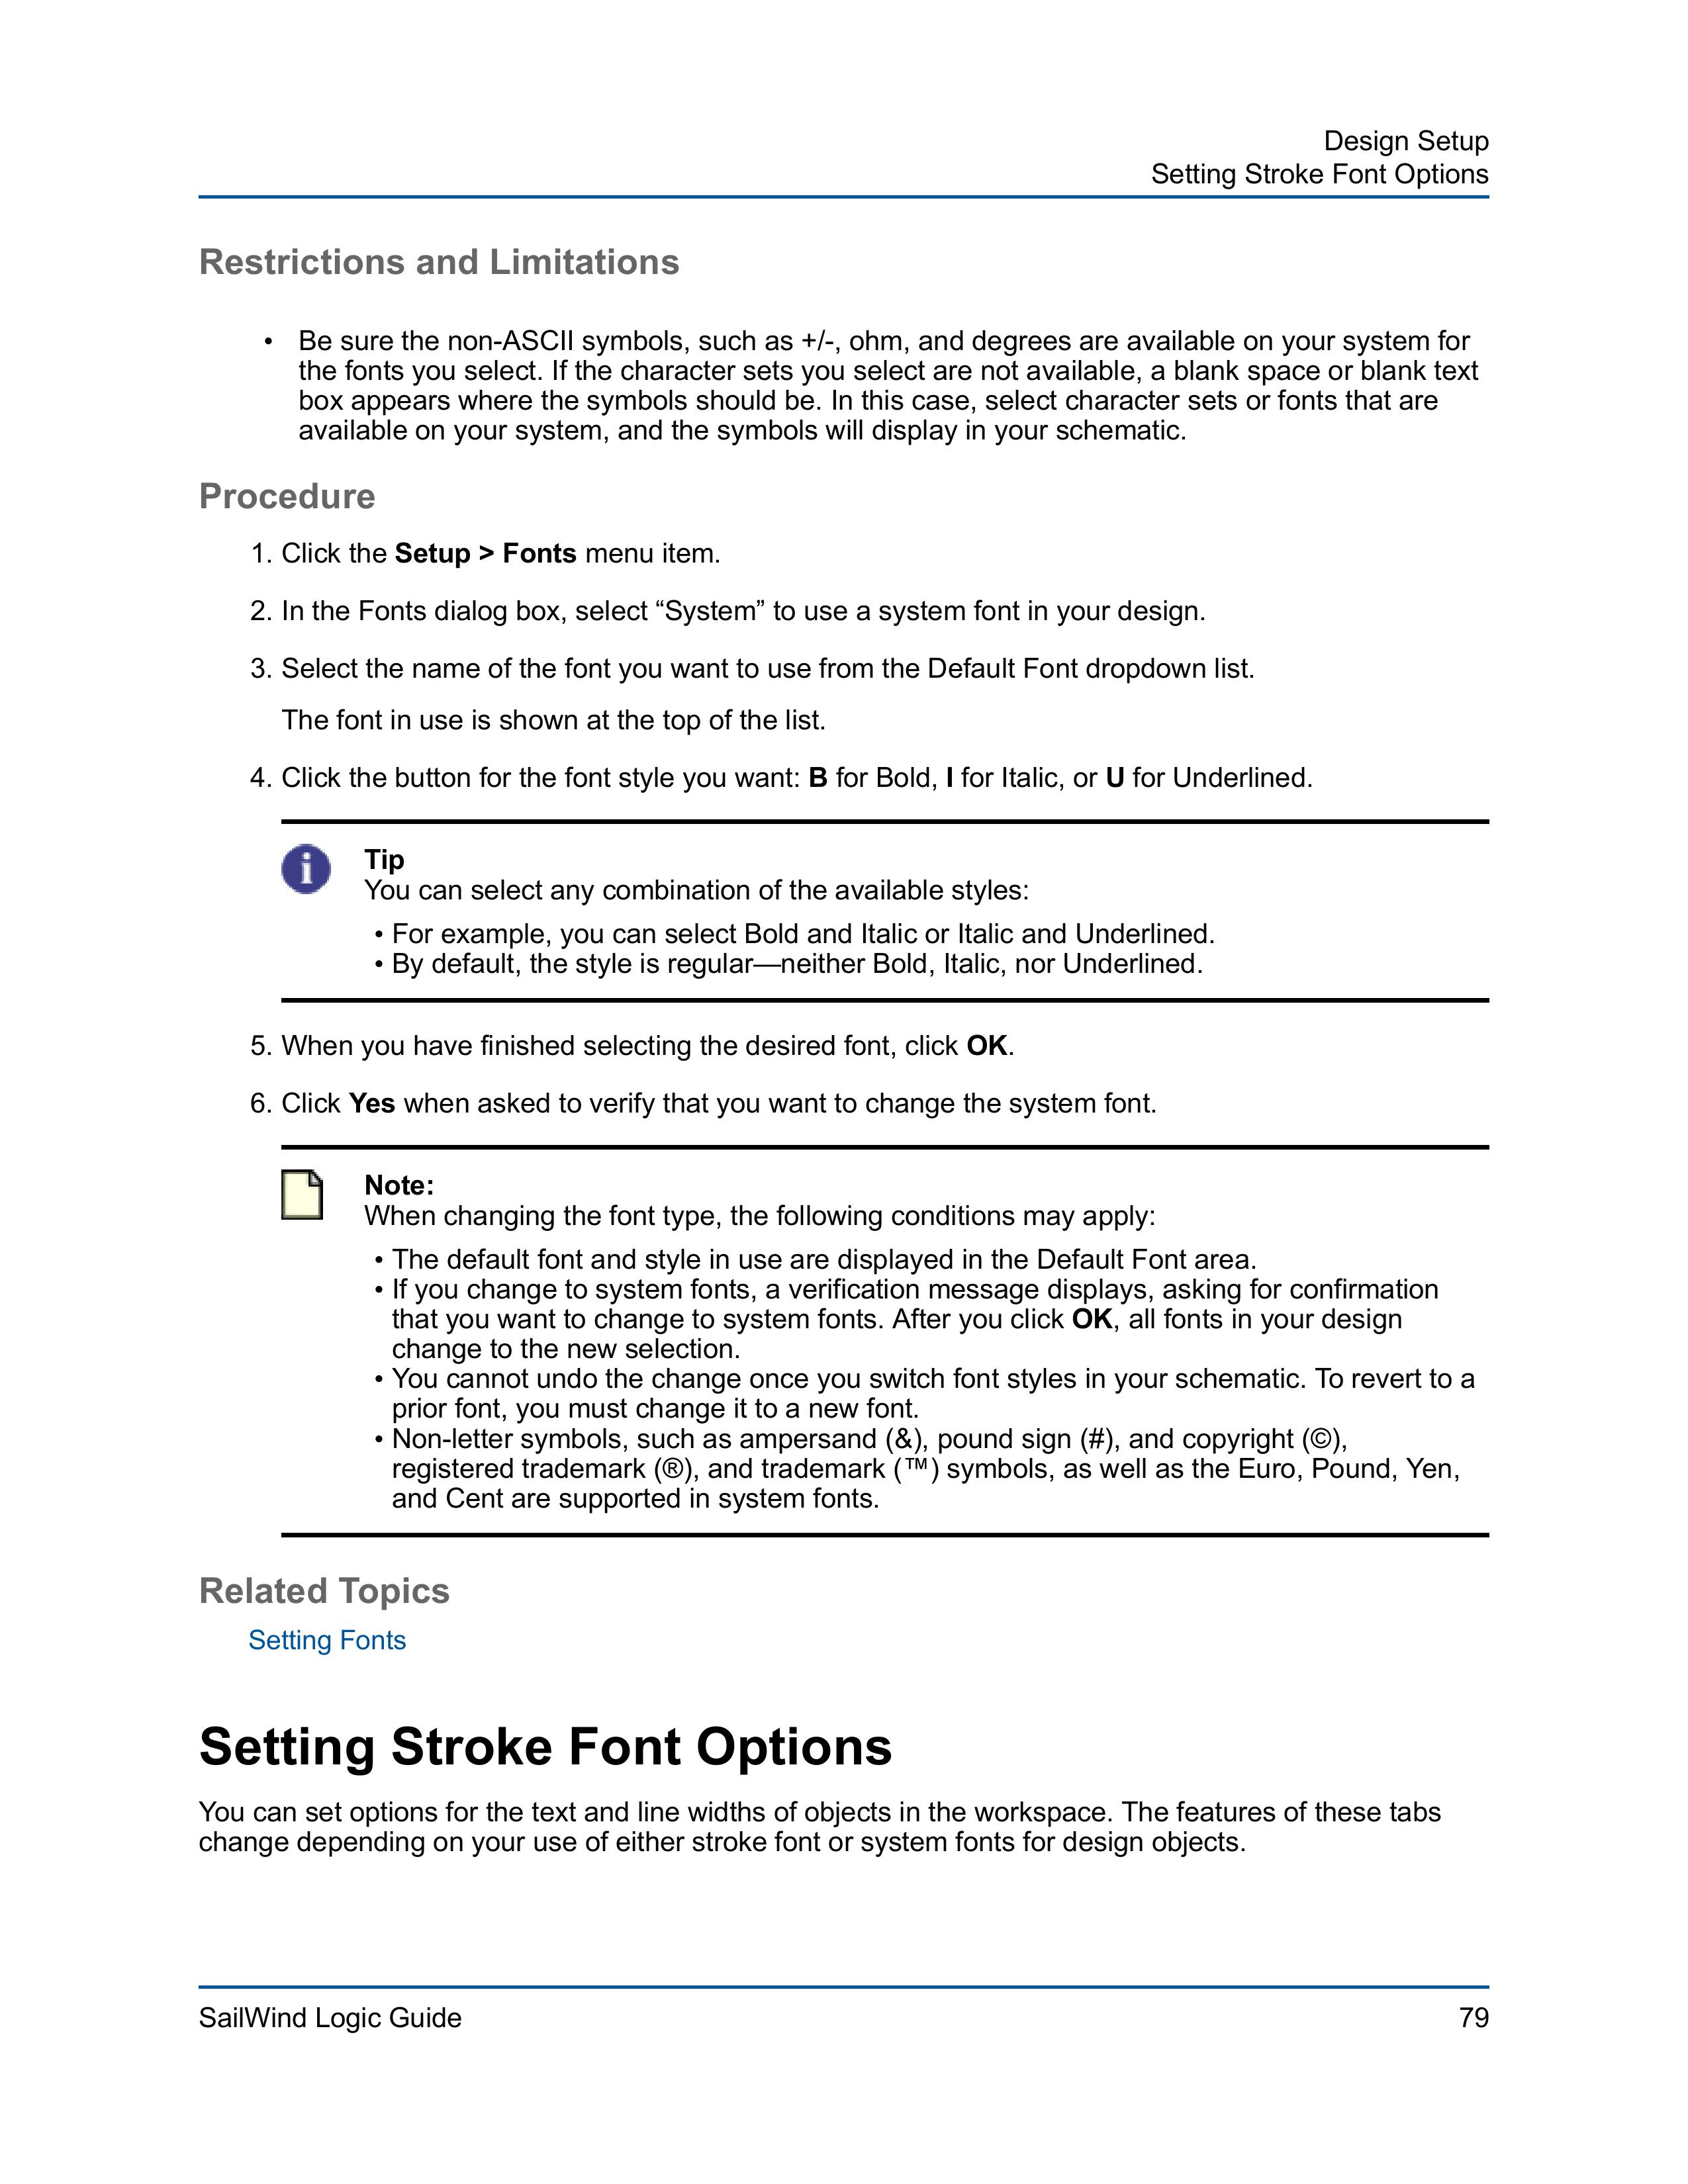 Design Setup
Setting Stroke Font Options
Restrictions and Limitations
• Be sure the non-ASCII symbols, such as +/-, ohm, and degrees are available on your system for
the fonts you select. If the character sets you select are not available, a blank space or blank text
box appears where the symbols should be. In this case, select character sets or fonts that are
available on your system, and the symbols will display in your schematic.
Procedure
1. Click the Setup > Fonts menu item.
2. In the Fonts dialog box, select “System” to use a system font in your design.
3. Select the name of the font you want to use from the Default Font dropdown list.
The font in use is shown at the top of the list.
4. Click the button for the font style you want: B for Bold, I for Italic, or U for Underlined.
Tip
You can select any combination of the available styles:
• For example, you can select Bold and Italic or Italic and Underlined.
• By default, the style is regular—neither Bold, Italic, nor Underlined.
5. When you have finished selecting the desired font, click OK.
6. Click Yes when asked to verify that you want to change the system font.
Note:
When changing the font type, the following conditions may apply:
• The default font and style in use are displayed in the Default Font area.
• If you change to system fonts, a verification message displays, asking for confirmation
that you want to change to system fonts. After you click OK, all fonts in your design
change to the new selection.
• You cannot undo the change once you switch font styles in your schematic. To revert to a
prior font, you must change it to a new font.
• Non-letter symbols, such as ampersand (&), pound sign (#), and copyright (©),
registered trademark (®), and trademark (™) symbols, as well as the Euro, Pound, Yen,
and Cent are supported in system fonts.
Related Topics
Setting Fonts
Setting Stroke Font Options
You can set options for the text and line widths of objects in the workspace. The features of these tabs
change depending on your use of either stroke font or system fonts for design objects.
SailWind Logic Guide
79